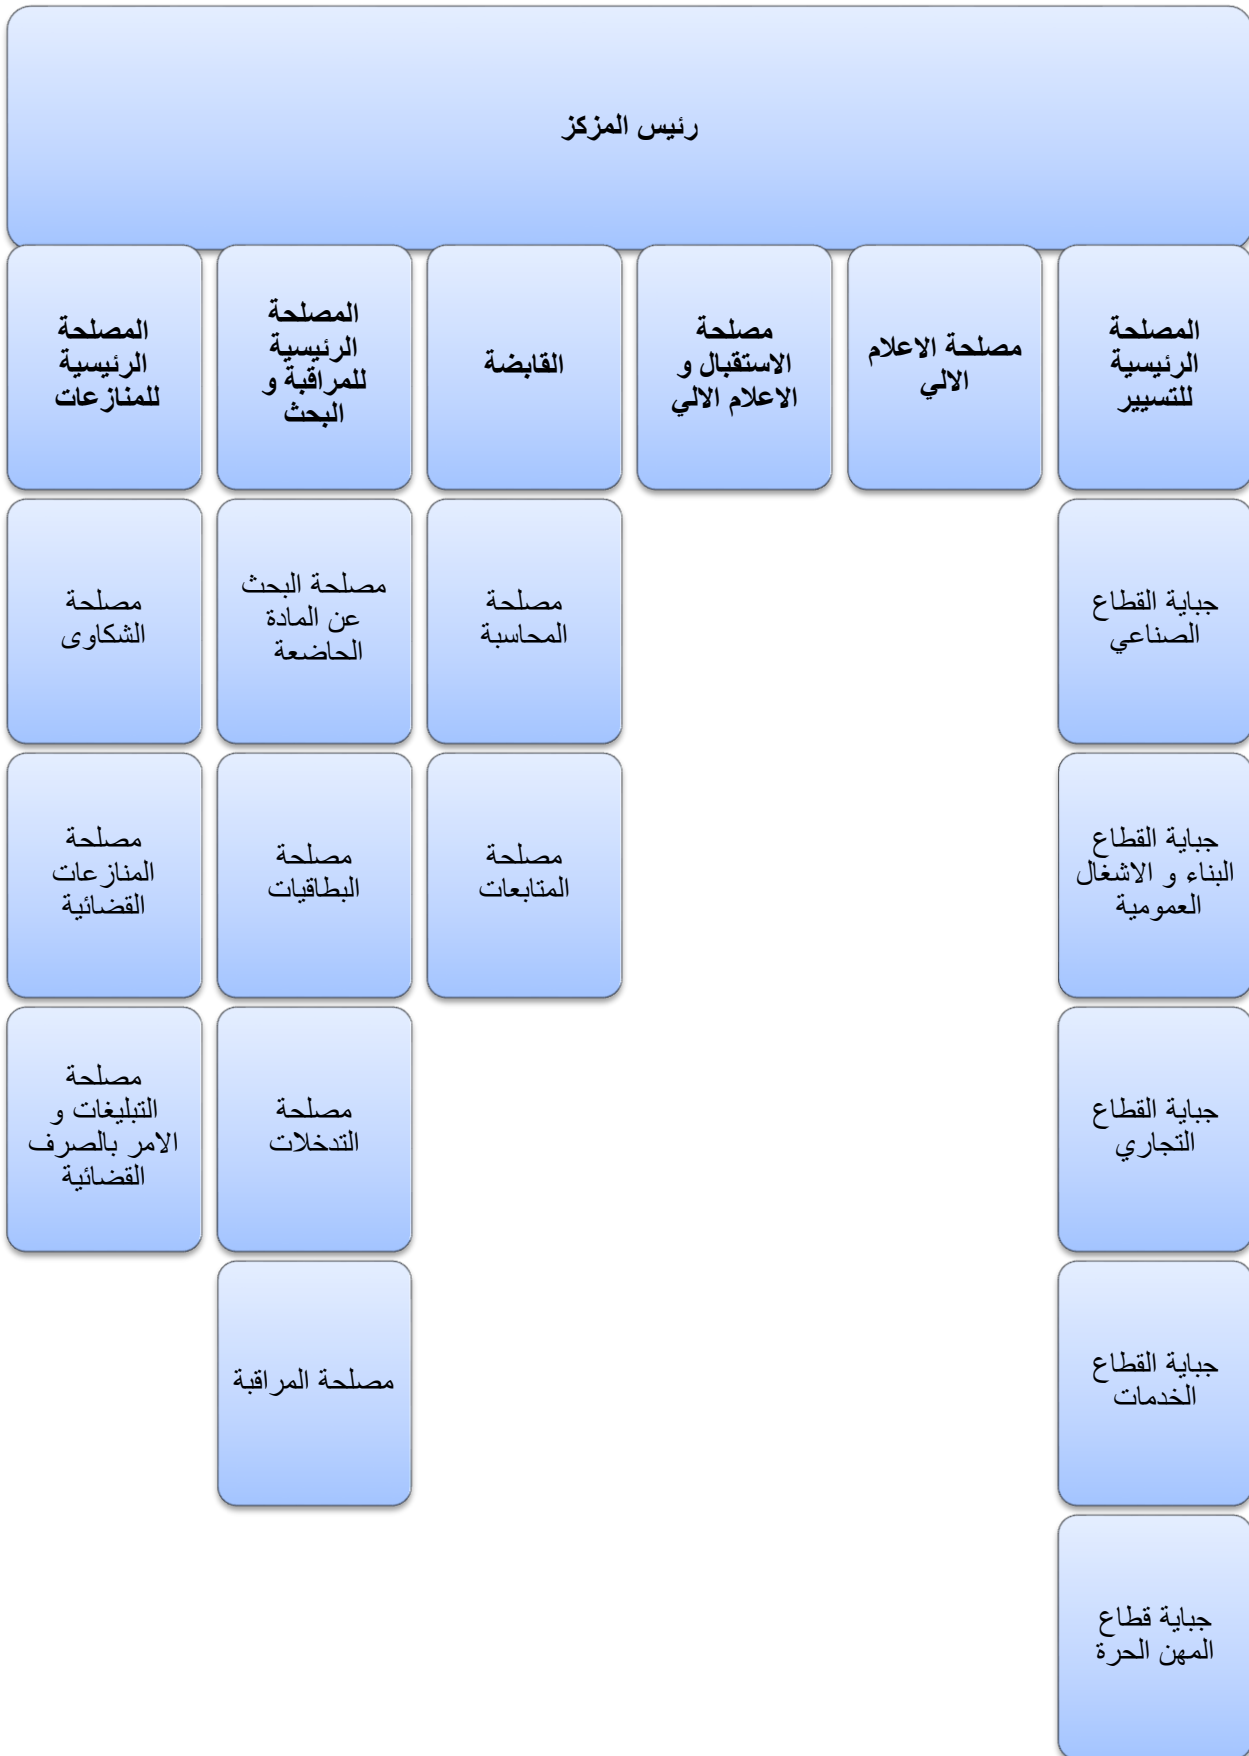 رئيس المزكز
المصلحة
الرئيسية
للتسيير
مصلحة الاعلام
الالي
مصلحة
الاستقبال و
الاعلام الالي
القابضة
المصلحة
الرئيسية
للمراقبة و
البحث
المصلحة
الرئيسية
للمنازعات
جباية القطاع
الصناعي
جباية القطاع
البناء و الاشغال
العمومية
جباية القطاع
التجاري
جباية القطاع
الخدمات
جباية قطاع
المهن الحرة
مصلحة
المحاسبة
مصلحة
المتابعات
مصلحة البحث
عن المادة
الحاضعة
مصلحة
البطاقيات
مصلحة
التدخلات
مصلحة المراقبة
مصلحة
الشكاوى
مصلحة
المنازعات
القضائية
مصلحة
التبليغات و
الامر بالصرف
القضائية